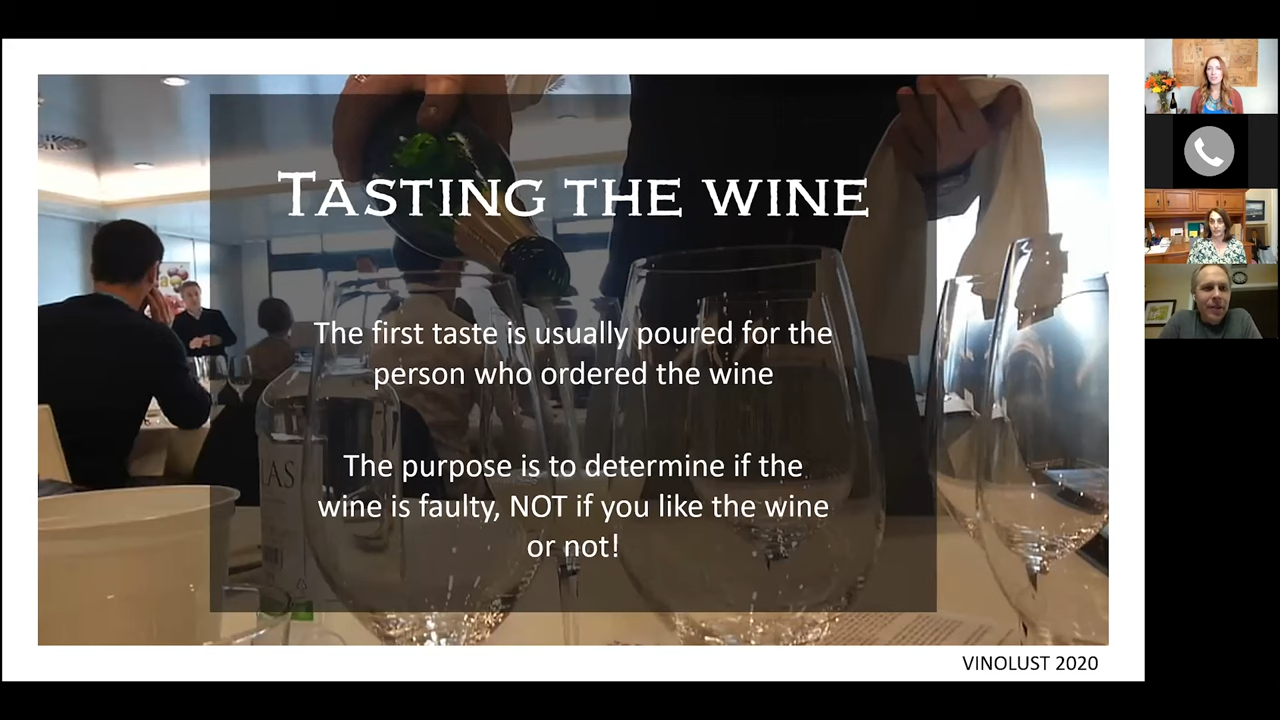 TASTING THE WINE
The first taste is usually poured for the
person who ordered the wine
The purpose is to determine if the
wine is faulty, NOT if you like the wine
or not!
LAS
VINOLUST 2020